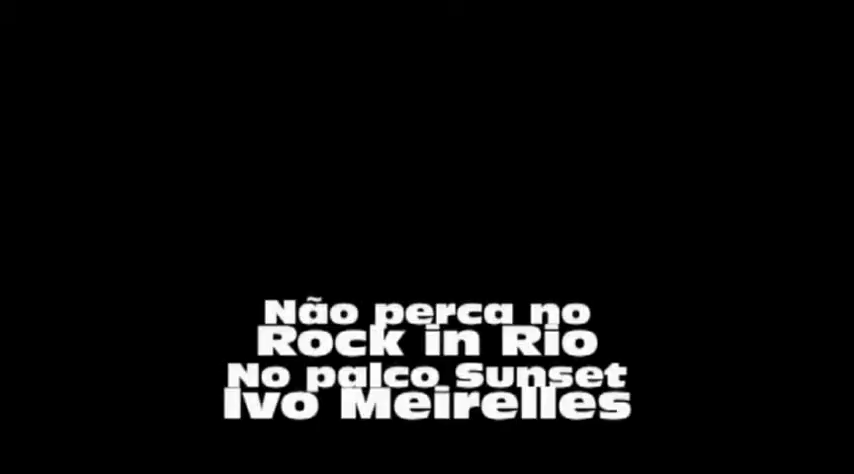 Não perca no
Rock in Rio
No palco Sunset
Ivo Meirelles